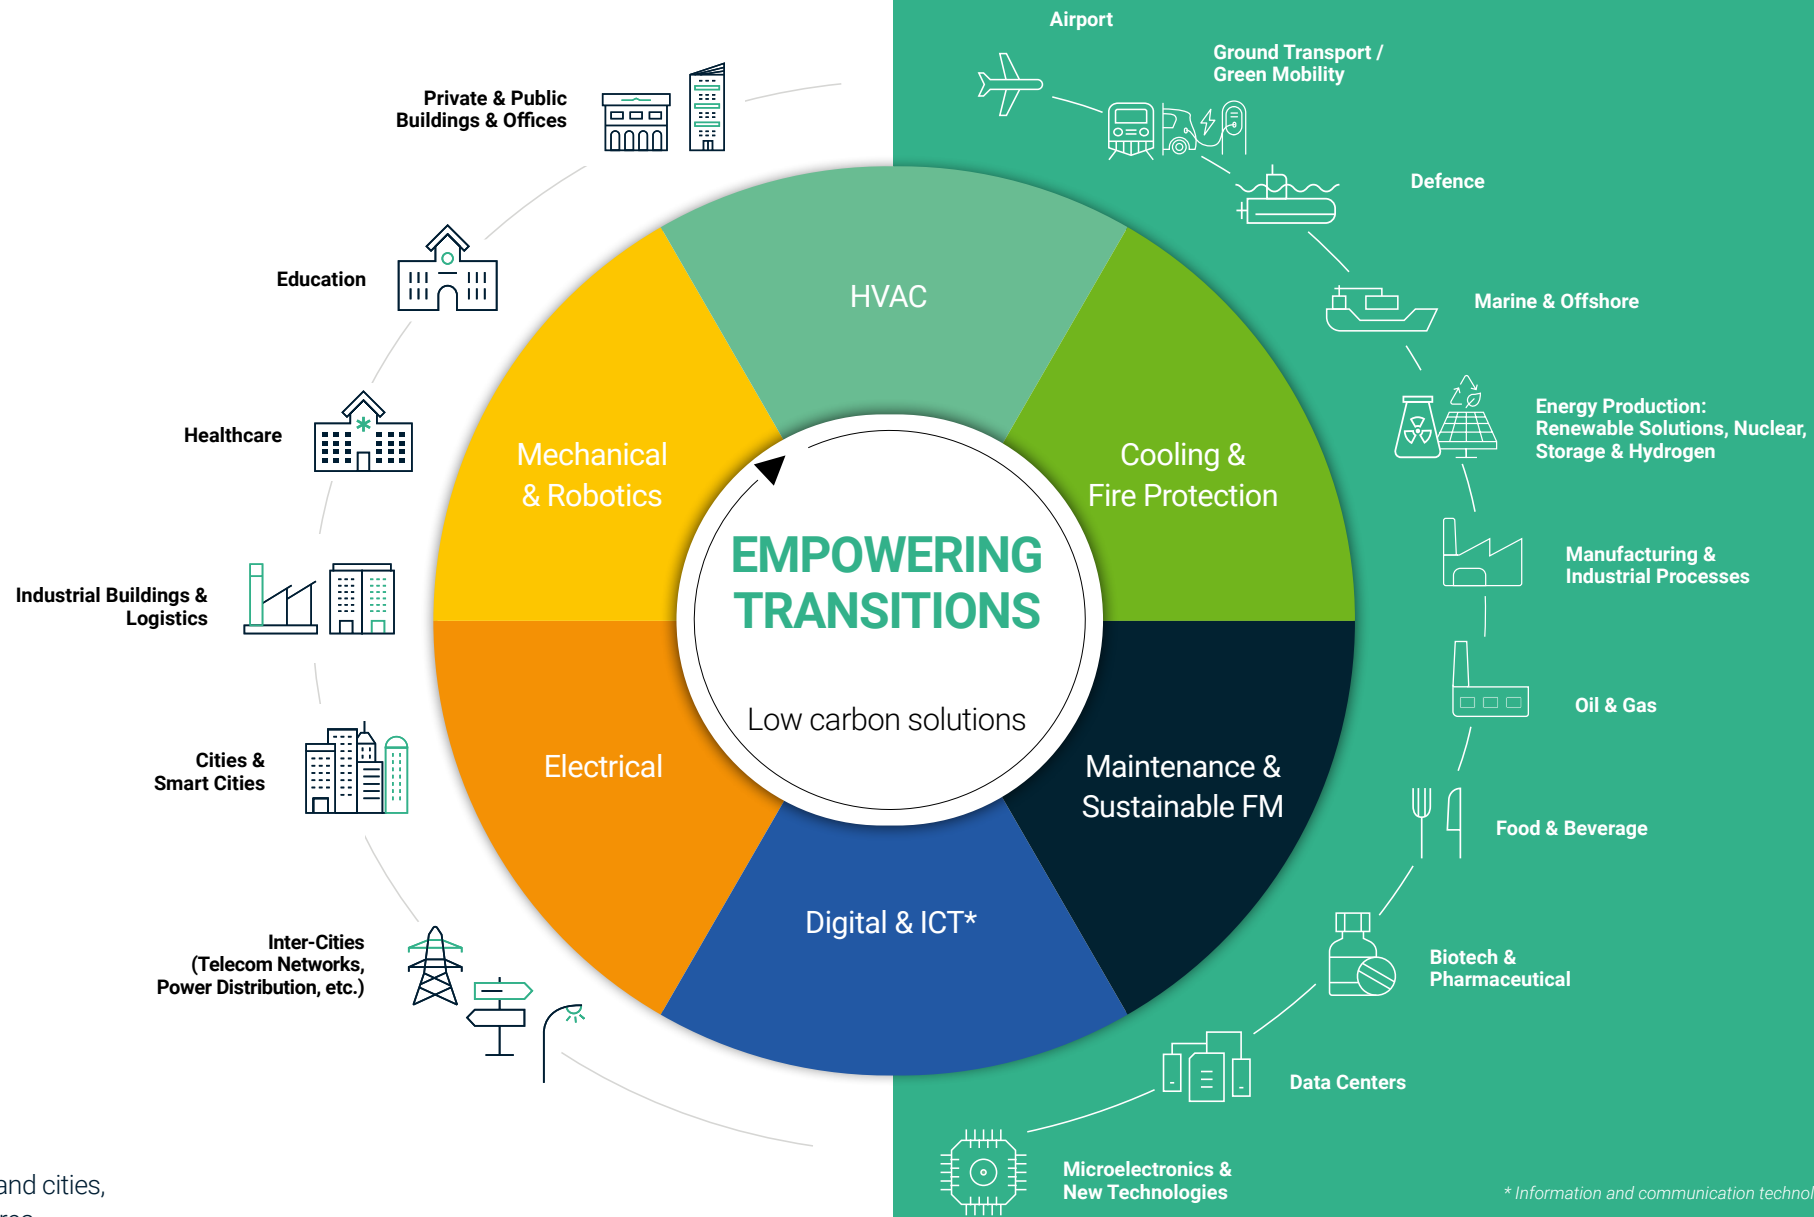 Airport
Ground Transport /
Green Mobility
Private & Public
Buildings & Offices
Defence
Education
HVAC
Marine & Offshore
Healthcare
Mechanical
& Robotics
Cooling &
Fire Protection
Energy Production:
Renewable Solutions, Nuclear,
Storage & Hydrogen
EMPOWERING
TRANSITIONS
Low carbon solutions
Manufacturing &
Industrial Processes
Industrial Buildings &
Logistics
Oil & Gas
Cities &
Smart Cities
Electrical
Maintenance &
Sustainable FM
Food & Beverage
Digital & ICT*
Inter-Cities
(Telecom Networks,
Power Distribution, etc.)
Biotech &
Pharmaceutical
Data Centers
Microelectronics &
New Technologies
and cities,
* Information and communication technol